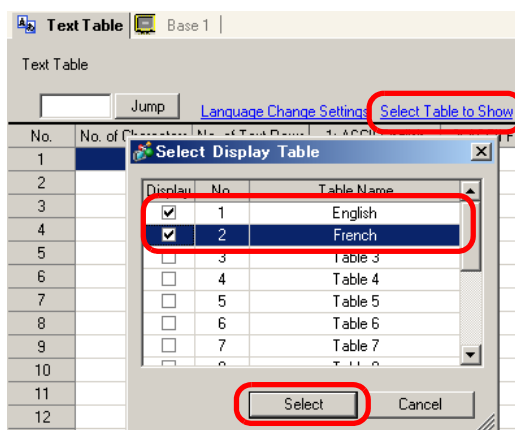 Text Table Base 1
Text Table
Jump Language Change Settings Select Table to Show
No. No. of Characters No. of Text Rows 1: ASCII
Select Display Table
Display No. Table Name
1 English
2 French
3 Table 3
4 Table 4
5 Table 5
6 Table 6
7 Table 7
Select Cancel
1
2
3
4
5
6
7
8
9
10
11
12